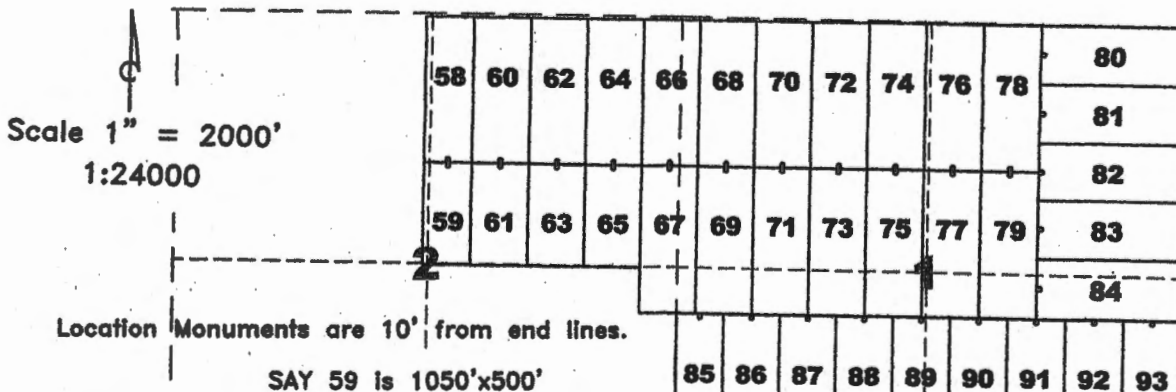 58 60 62 64 66 68 70 72 74 76 78 80
Scale 1" = 2000'
81
1:24000
82
59 61 63 65 67 69 71 73 75 77 79 83
2 1
84
Location Monuments are 10' from end lines.
SAY 59 is 1050'x500'
85 86 87 88 89 90 91 92 93